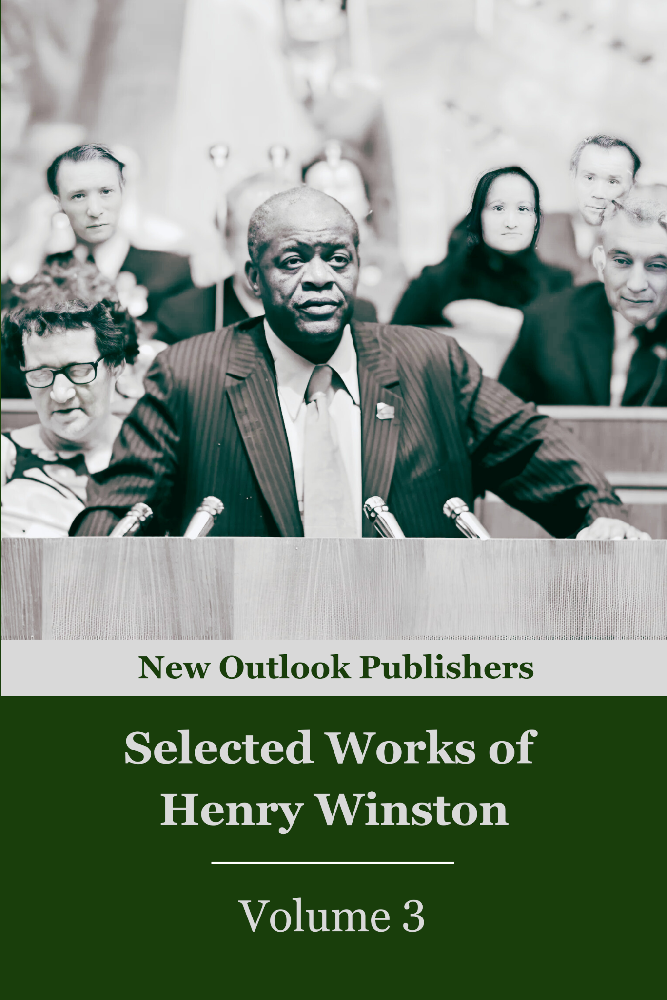 New Outlook Publishers
Selected Works of
Henry Winston
Volume 3